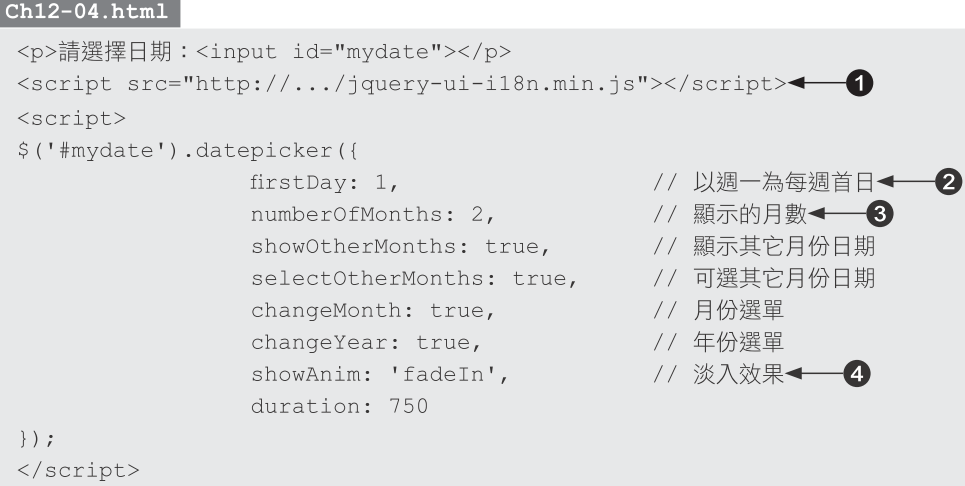 Ch12-04.html
<p>請選擇日期：<input id="mydate"></p>
<script src="http://.../jquery-ui-i18n.min.js"></script> ❶
<script>
$('#mydate').datepicker({
firstDay: 1, // 以週一為每週首日 ❷
numberOfMonths: 2, // 顯示的月數 ❸
showOtherMonths: true, // 顯示其它月份日期
selectOtherMonths: true, // 可選其它月份日期
changeMonth: true, // 月份選單
changeYear: true, // 年份選單
showAnim: 'fadeIn', // 淡入效果 ❹
duration: 750
});
</script>